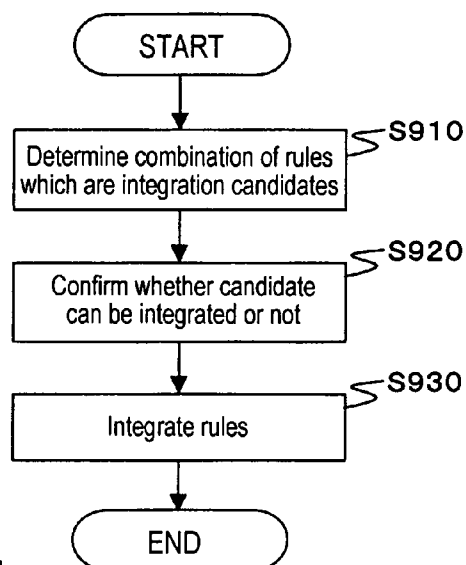 START
S910
Determine combination of rules
which are integration candidates
S920
Confirm whether candidate
can be integrated or not
S930
Integrate rules
END